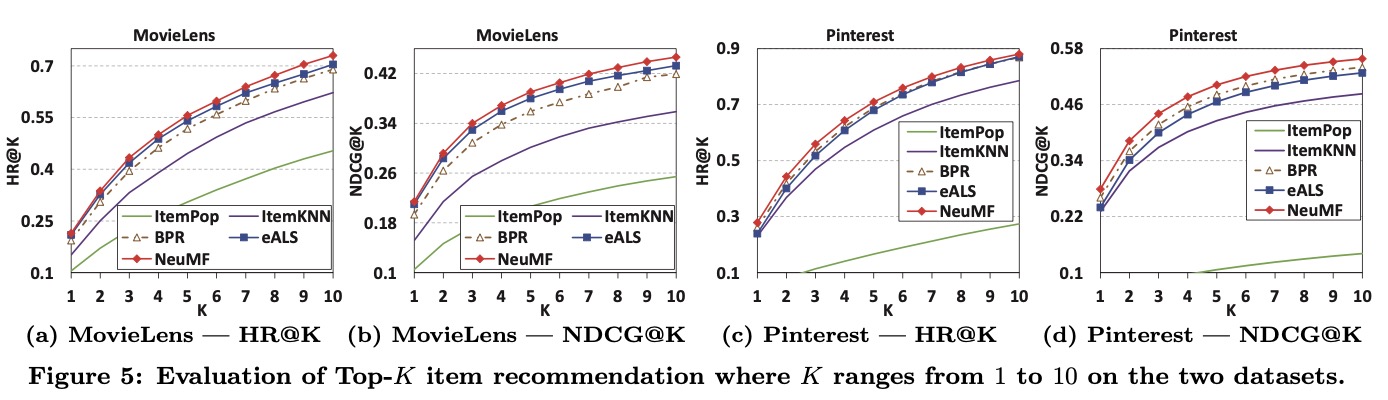 MovieLens
HR@K
0.7
0.55
0.4
0.25
0.1
ItemPop ItemKNN
BPR eALS
NeuMF
1 2 3 4 5 6 7 8 9 10
K
(a) MovieLens — HR@K
MovieLens
NDCG@K
0.42
0.34
0.26
0.18
0.1
ItemPop ItemKNN
BPR eALS
NeuMF
1 2 3 4 5 6 7 8 9 10
K
(b) MovieLens — NDCG@K
Pinterest
HR@K
0.9
0.7
0.5
0.3
0.1
ItemPop
ItemKNN
BPR
eALS
NeuMF
1 2 3 4 5 6 7 8 9 10
K
(c) Pinterest — HR@K
Pinterest
NDCG@K
0.58
0.46
0.34
0.22
0.1
ItemPop
ItemKNN
BPR
eALS
NeuMF
1 2 3 4 5 6 7 8 9 10
K
(d) Pinterest — NDCG@K
Figure 5: Evaluation of Top-K item recommendation where K ranges from 1 to 10 on the two datasets.